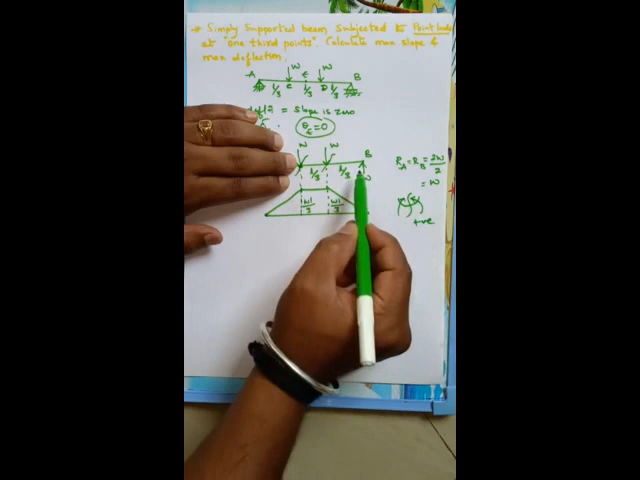 → Simply Supported beam subjected to Point loads
at "one third points". Calculate max slope &
max deflection.
W W
A E B
l/3 C l/3 D l/3
Slope is zero
θE = 0
W W
B
l/3 l/3
W
RA = RB = 2W/2
= W
Wl/3 Wl/3
+ve